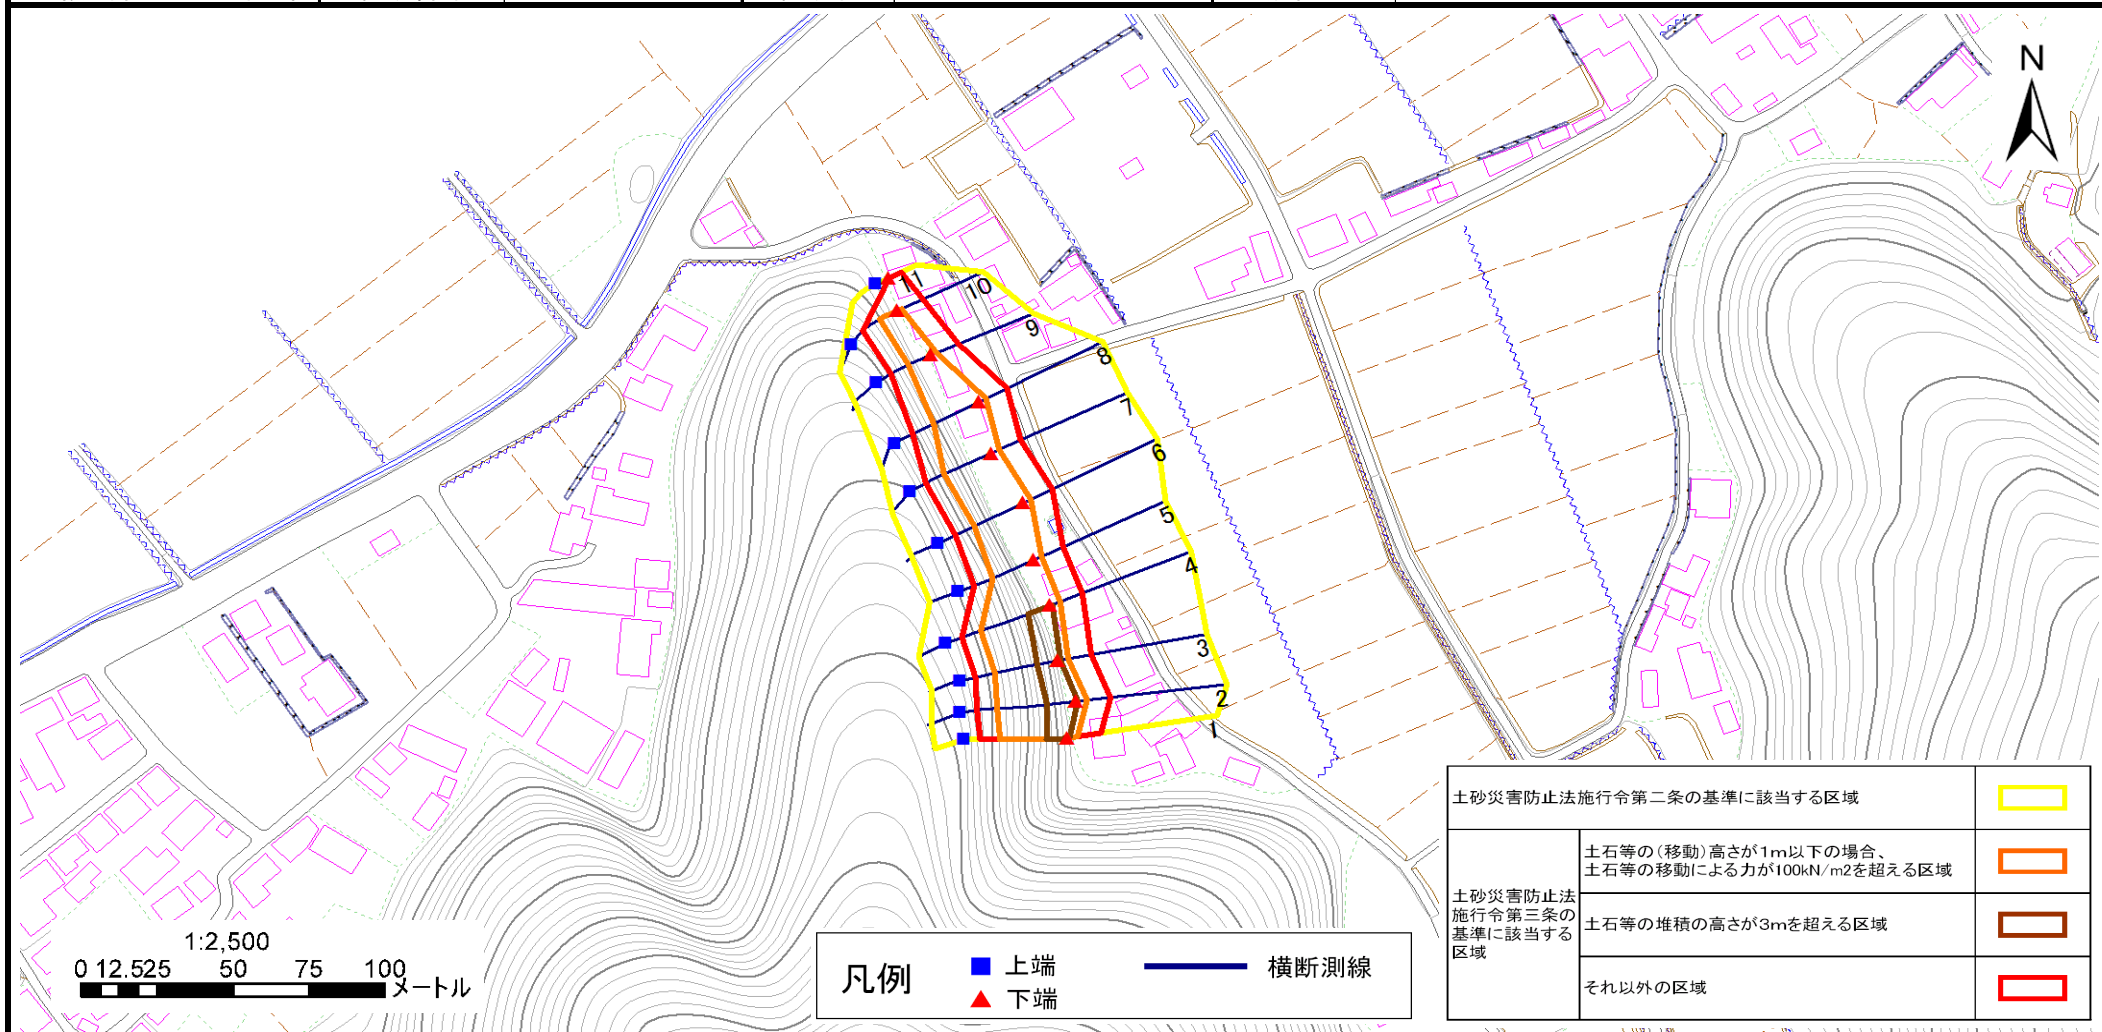 N
11
10
9
8
7
6
5
4
3
2
1
1:2,500
0 12.525 50 75 100
メートル
凡例
上端
横断測線
下端
土砂災害防止法施行令第二条の基準に該当する区域
土砂災害防止法
施行令第三条の
基準に該当する
区域
土石等の(移動)高さが1m以下の場合、
土石等の移動による力が100kN/m2を超える区域
土石等の堆積の高さが3mを超える区域
それ以外の区域